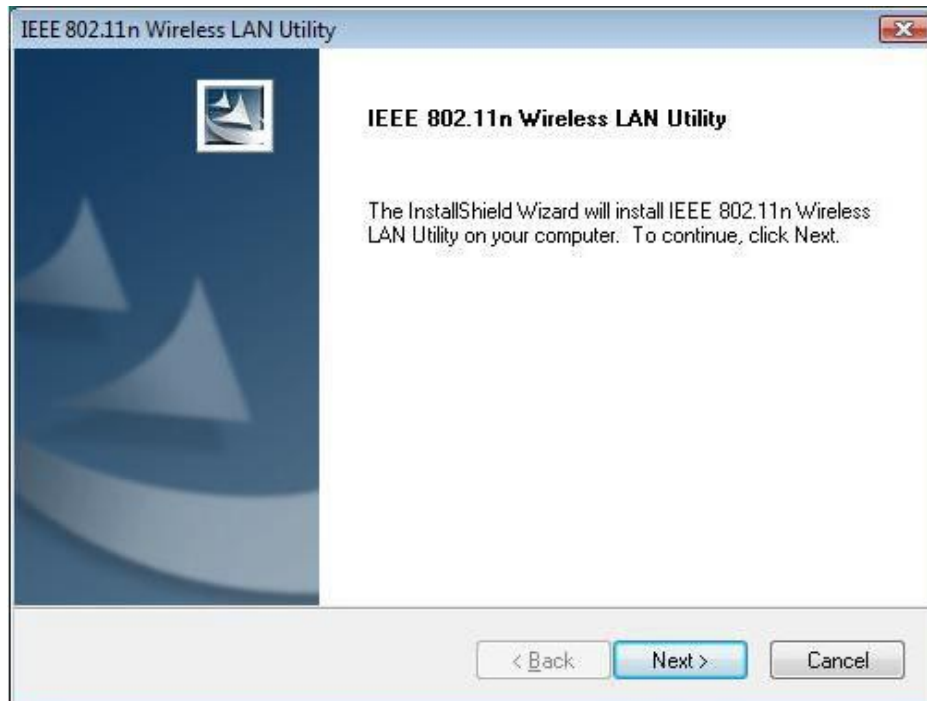 IEEE 802.11n Wireless LAN Utility
IEEE 802.11n Wireless LAN Utility
The InstallShield Wizard will install IEEE 802.11n Wireless
LAN Utility on your computer. To continue, click Next.
< Back Next > Cancel